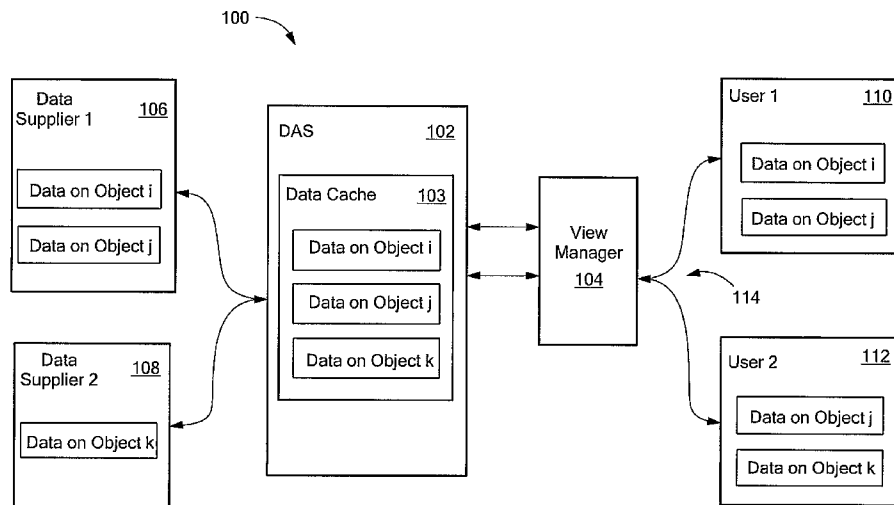 100
Data
Supplier 1
106
Data on Object i
Data on Object j
Data
Supplier 2
108
Data on Object k
DAS
102
Data Cache
103
Data on Object i
Data on Object j
Data on Object k
View
Manager
104
User 1
110
Data on Object i
Data on Object j
114
User 2
112
Data on Object j
Data on Object k